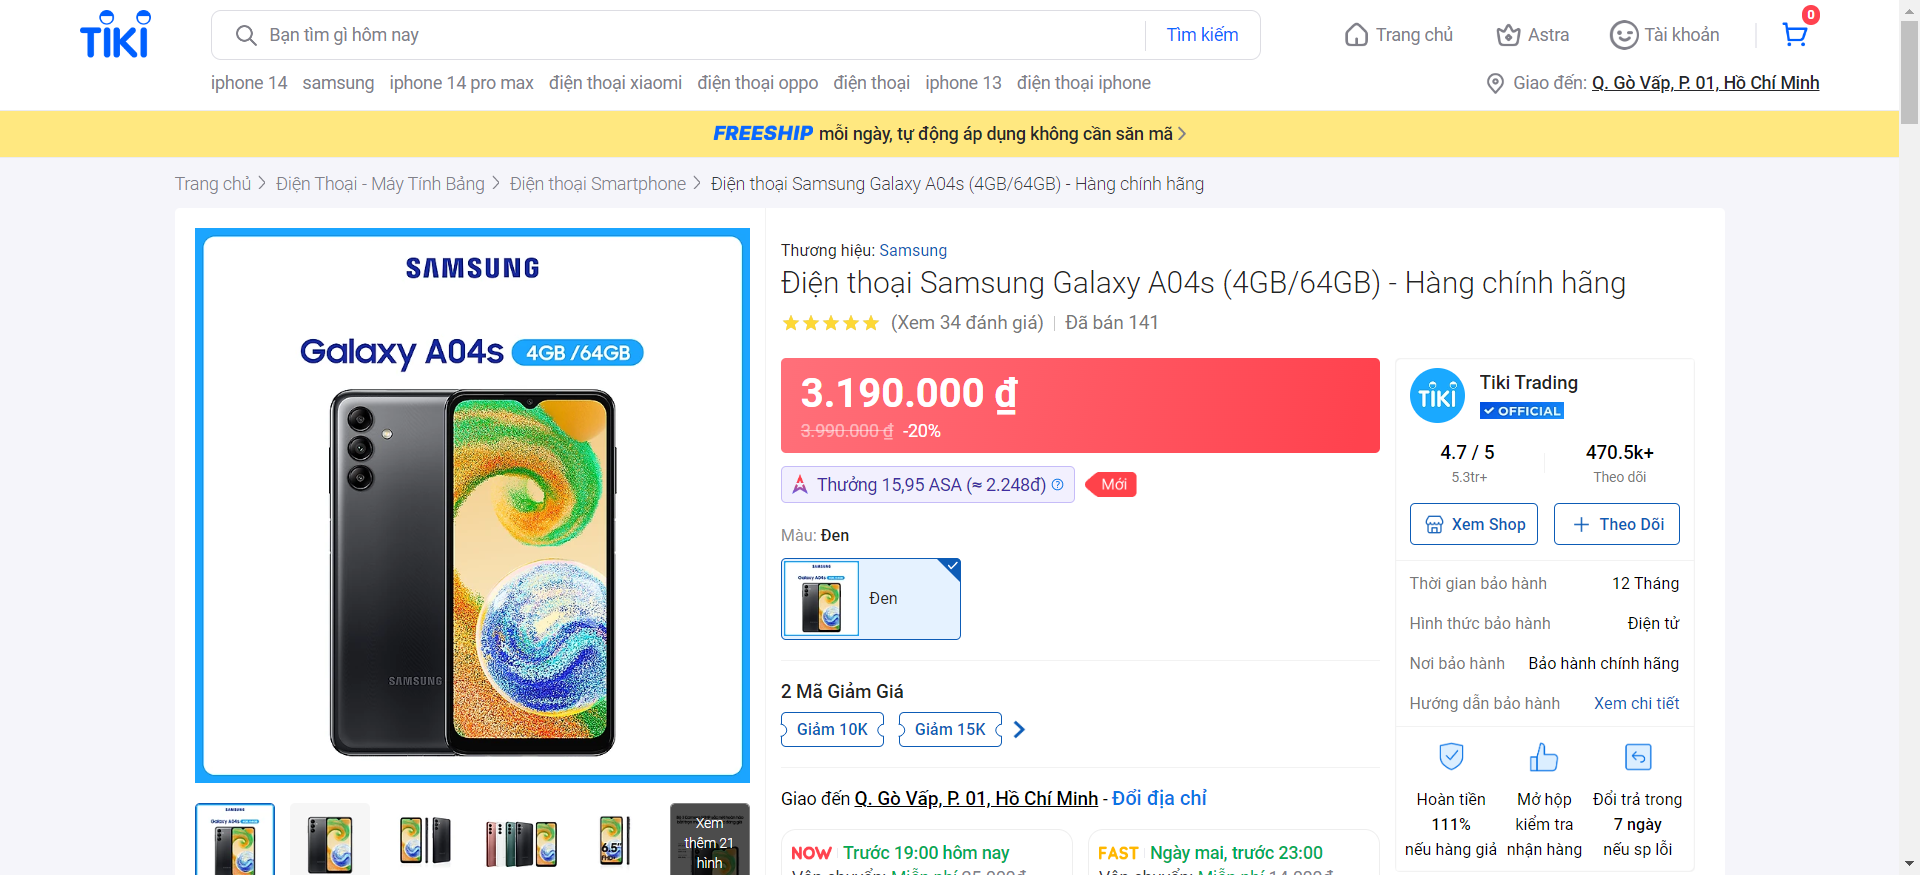 TIKI
Bạn tìm gì hôm nay
Tìm kiếm
Trang chủ
Astra
Tài khoản
0
iphone 14 samsung iphone 14 pro max điện thoại xiaomi điện thoại oppo điện thoại iphone 13 điện thoại iphone
Giao đến: Q. Gò Vấp, P. 01, Hồ Chí Minh
FREESHIP mỗi ngày, tự động áp dụng không cần săn mã
Trang chủ > Điện Thoại - Máy Tính Bảng > Điện thoại Smartphone > Điện thoại Samsung Galaxy A04s (4GB/64GB) - Hàng chính hãng
SAMSUNG
Galaxy A04s 4GB /64GB
SAMSUNG
Xem
thêm 21
hình
Thương hiệu: Samsung
Điện thoại Samsung Galaxy A04s (4GB/64GB) - Hàng chính hãng
(Xem 34 đánh giá) Đã bán 141
3.190.000 ₫
3.990.000 ₫ -20%
Thưởng 15,95 ASA (≈ 2.248đ)
Mới
Màu: Đen
SAMSUNG
Galaxy A04s
Đen
2 Mã Giảm Giá
Giảm 10K
Giảm 15K
Giao đến Q. Gò Vấp, P. 01, Hồ Chí Minh - Đổi địa chỉ
NOW Trước 19:00 hôm nay
FAST Ngày mai, trước 23:00
TIKI
Tiki Trading
OFFICIAL
4.7 / 5
5.3tr+
470.5k+
Theo dõi
Xem Shop
Theo Dõi
Thời gian bảo hành 12 Tháng
Hình thức bảo hành Điện tử
Nơi bảo hành Bảo hành chính hãng
Hướng dẫn bảo hành Xem chi tiết
Hoàn tiền
111%
nếu hàng giả
Mở hộp
kiểm tra
nhận hàng
Đổi trả trong
7 ngày
nếu sp lỗi